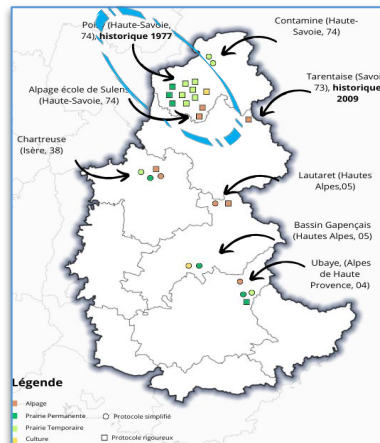 Contamine (Haute-
Savoie, 74)
(Haute-Savoie,
74), historique 1977
Tarentaise (Savoie
73), historique
2009
Alpage école de Sulens
(Haute-Savoie, 74)
Chartreuse
(Isère, 38)
Lautaret (Hautes
Alpes,05)
Bassin Gapençais
(Hautes Alpes, 05)
Ubaye, (Alpes
de Haute
Provence, 04)
Légende
Alpage
Prairie Permanente
Protocole simplifié
Prairie Temporaire
Culture
Protocole rigoureux